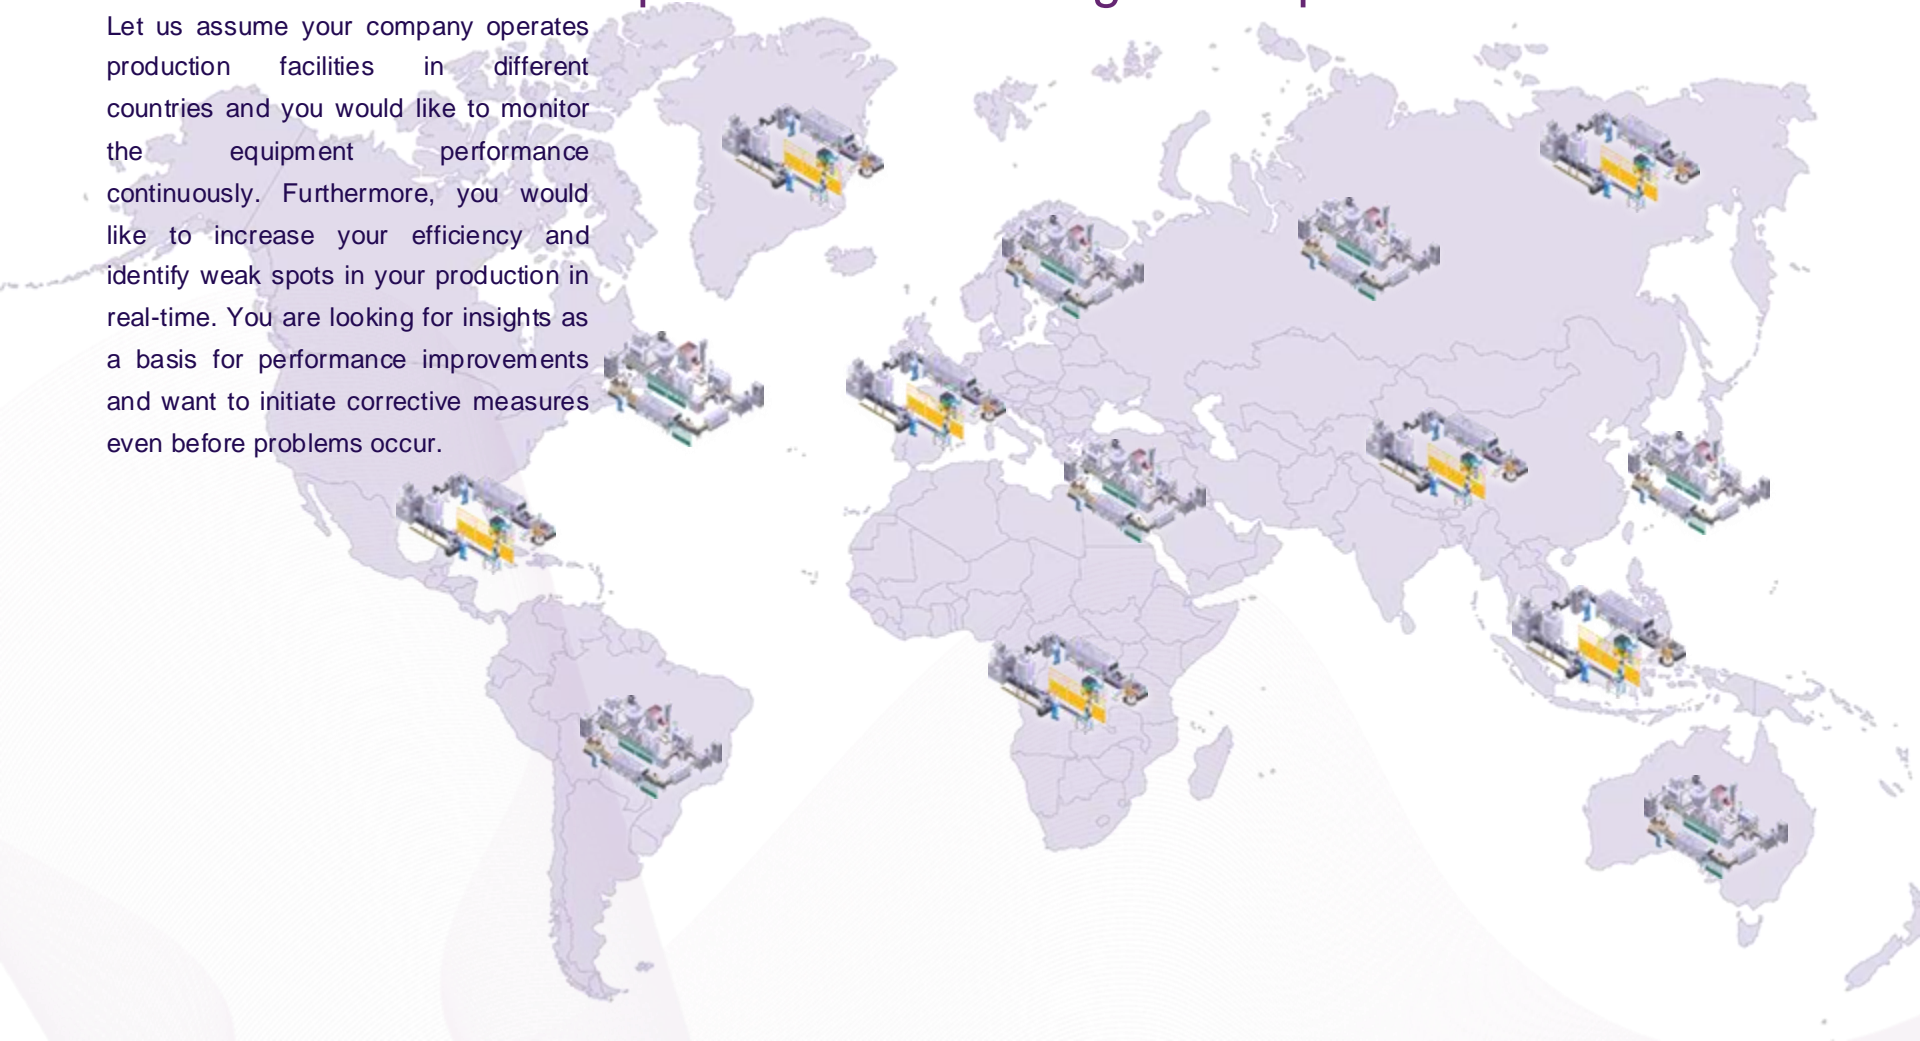 Let us assume your company operates
production facilities in different
countries and you would like to monitor
the equipment performance
continuously. Furthermore, you would
like to increase your efficiency and
identify weak spots in your production in
real-time. You are looking for insights as
a basis for performance improvements
and want to initiate corrective measures
even before problems occur.